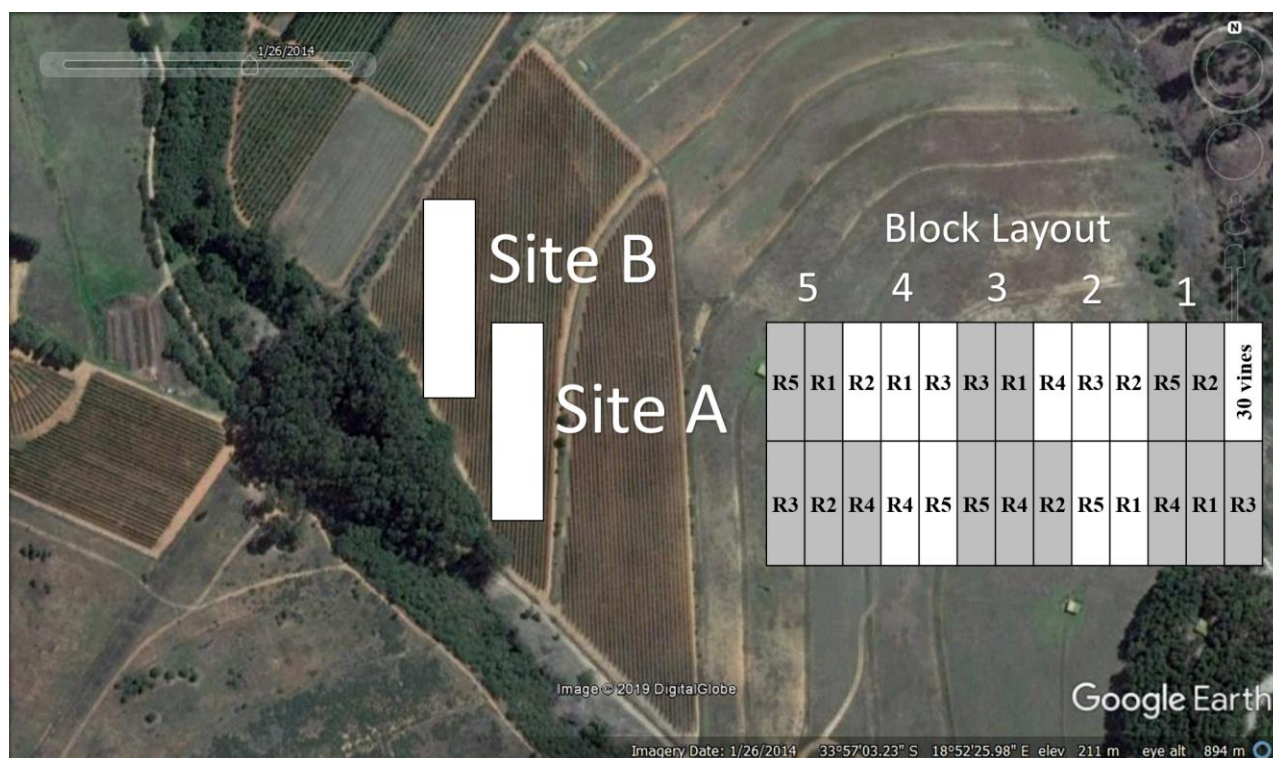 1/26/2014
N
Site B
Site A
Block Layout
5 4 3 2 1
R5 R1 R2 R1 R3 R3 R1 R4 R3 R2 R5 R2 30 vines
R3 R2 R4 R4 R5 R5 R4 R2 R5 R1 R4 R1 R3
Image © 2019 DigitalGlobe
Google Earth
Imagery Date: 1/26/2014 33°57'03.23" S 18°52'25.98" E elev 211 m eye alt 894 m